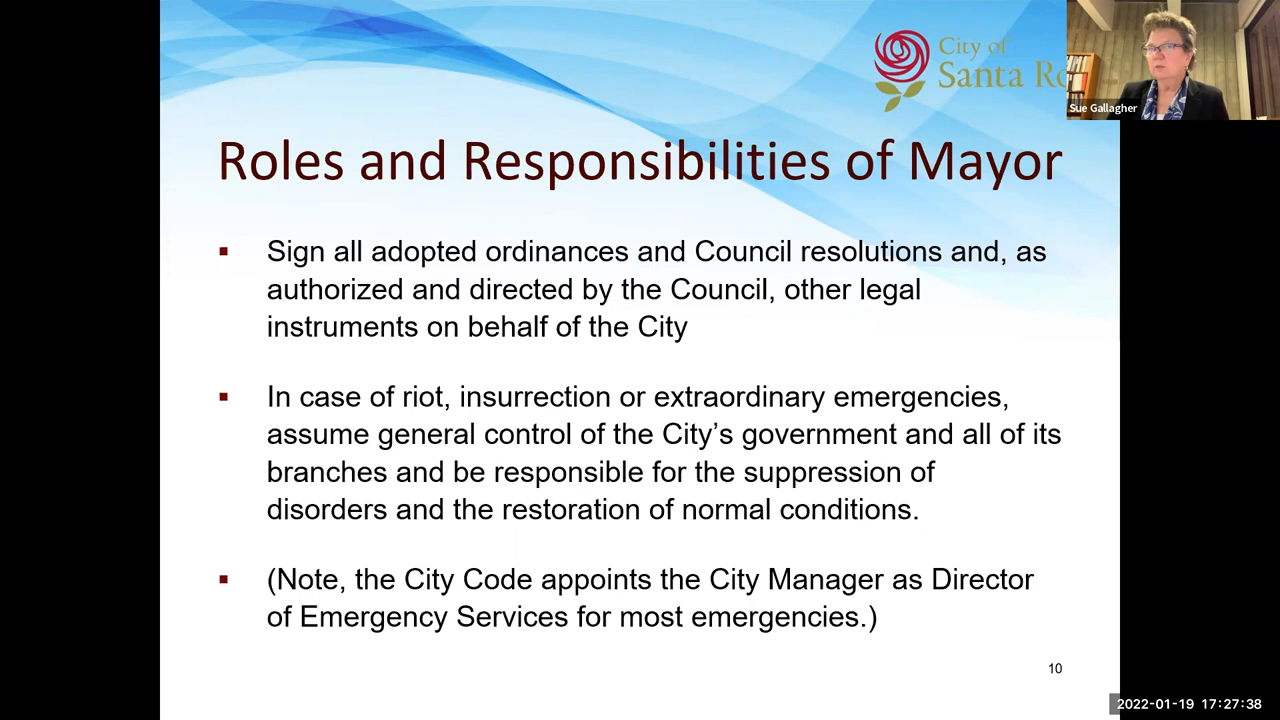 City of
Santa Ro
Sue Gallagher
Roles and Responsibilities of Mayor
▪ Sign all adopted ordinances and Council resolutions and, as
authorized and directed by the Council, other legal
instruments on behalf of the City
▪ In case of riot, insurrection or extraordinary emergencies,
assume general control of the City’s government and all of its
branches and be responsible for the suppression of
disorders and the restoration of normal conditions.
▪ (Note, the City Code appoints the City Manager as Director
of Emergency Services for most emergencies.)
10
2022-01-19 17:27:38